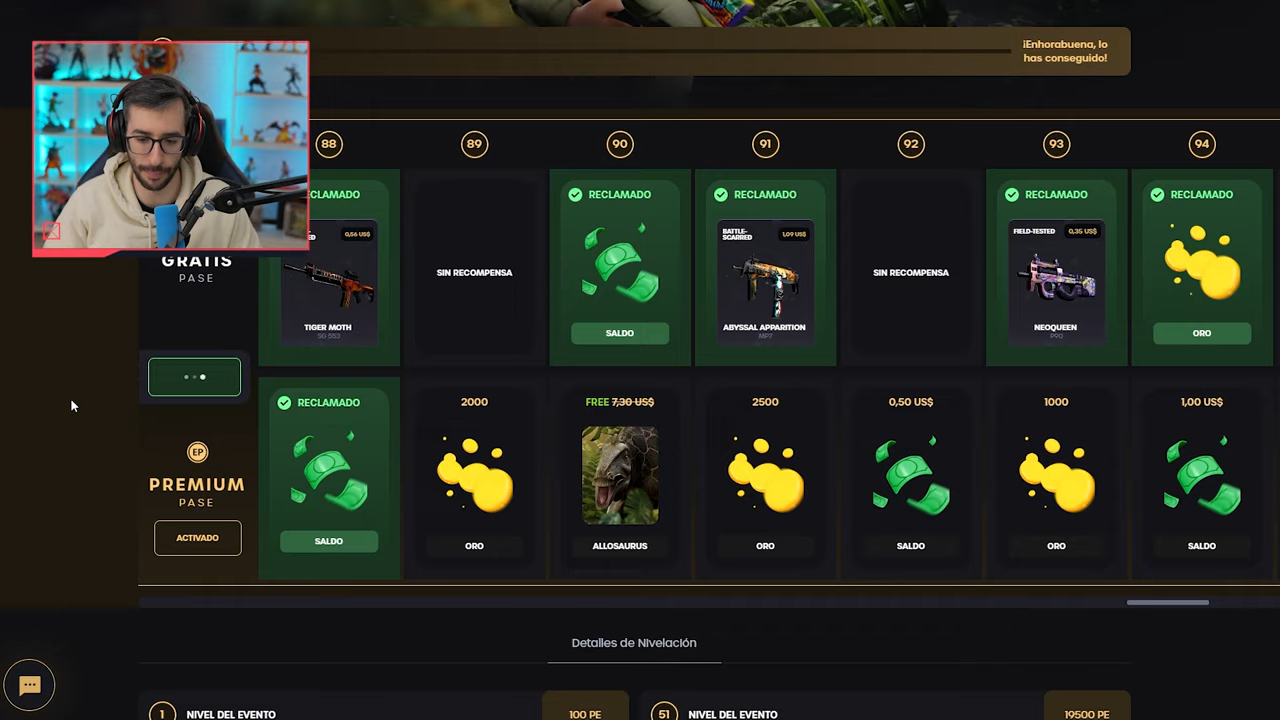 ¡Enhorabuena, lo
has conseguido!
88
89
90
91
92
93
94
RECLAMADO
RECLAMADO
RECLAMADO
RECLAMADO
0,56 US$
BATTLE-
SCARRED
1,09 US$
FIELD-TESTED
0,35 US$
GRATIS
PASE
SIN RECOMPENSA
SIN RECOMPENSA
TIGER MOTH
SG 553
SALDO
ABYSSAL APPARITION
MP7
NEOQUEEN
P90
ORO
RECLAMADO
2000
FREE 7,30 US$
2500
0,50 US$
1000
1,00 US$
EP
PREMIUM
PASE
ACTIVADO
SALDO
ORO
ALLOSAURUS
ORO
SALDO
ORO
SALDO
Detalles de Nivelación
1
NIVEL DEL EVENTO
100 PE
51
NIVEL DEL EVENTO
19500 PE